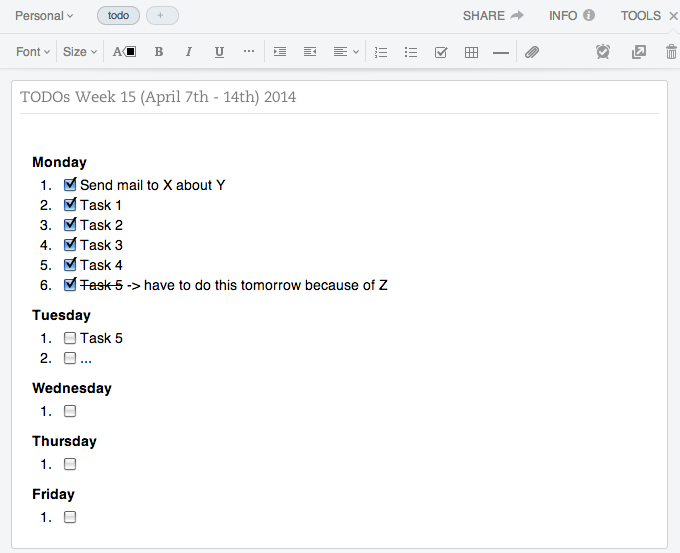 Personal todo + SHARE INFO TOOLS
Font Size A B I U ...
TODOs Week 15 (April 7th - 14th) 2014
Monday
1. Send mail to X about Y
2. Task 1
3. Task 2
4. Task 3
5. Task 4
6. Task 5 -> have to do this tomorrow because of Z
Tuesday
1. Task 5
2. ...
Wednesday
1.
Thursday
1.
Friday
1.